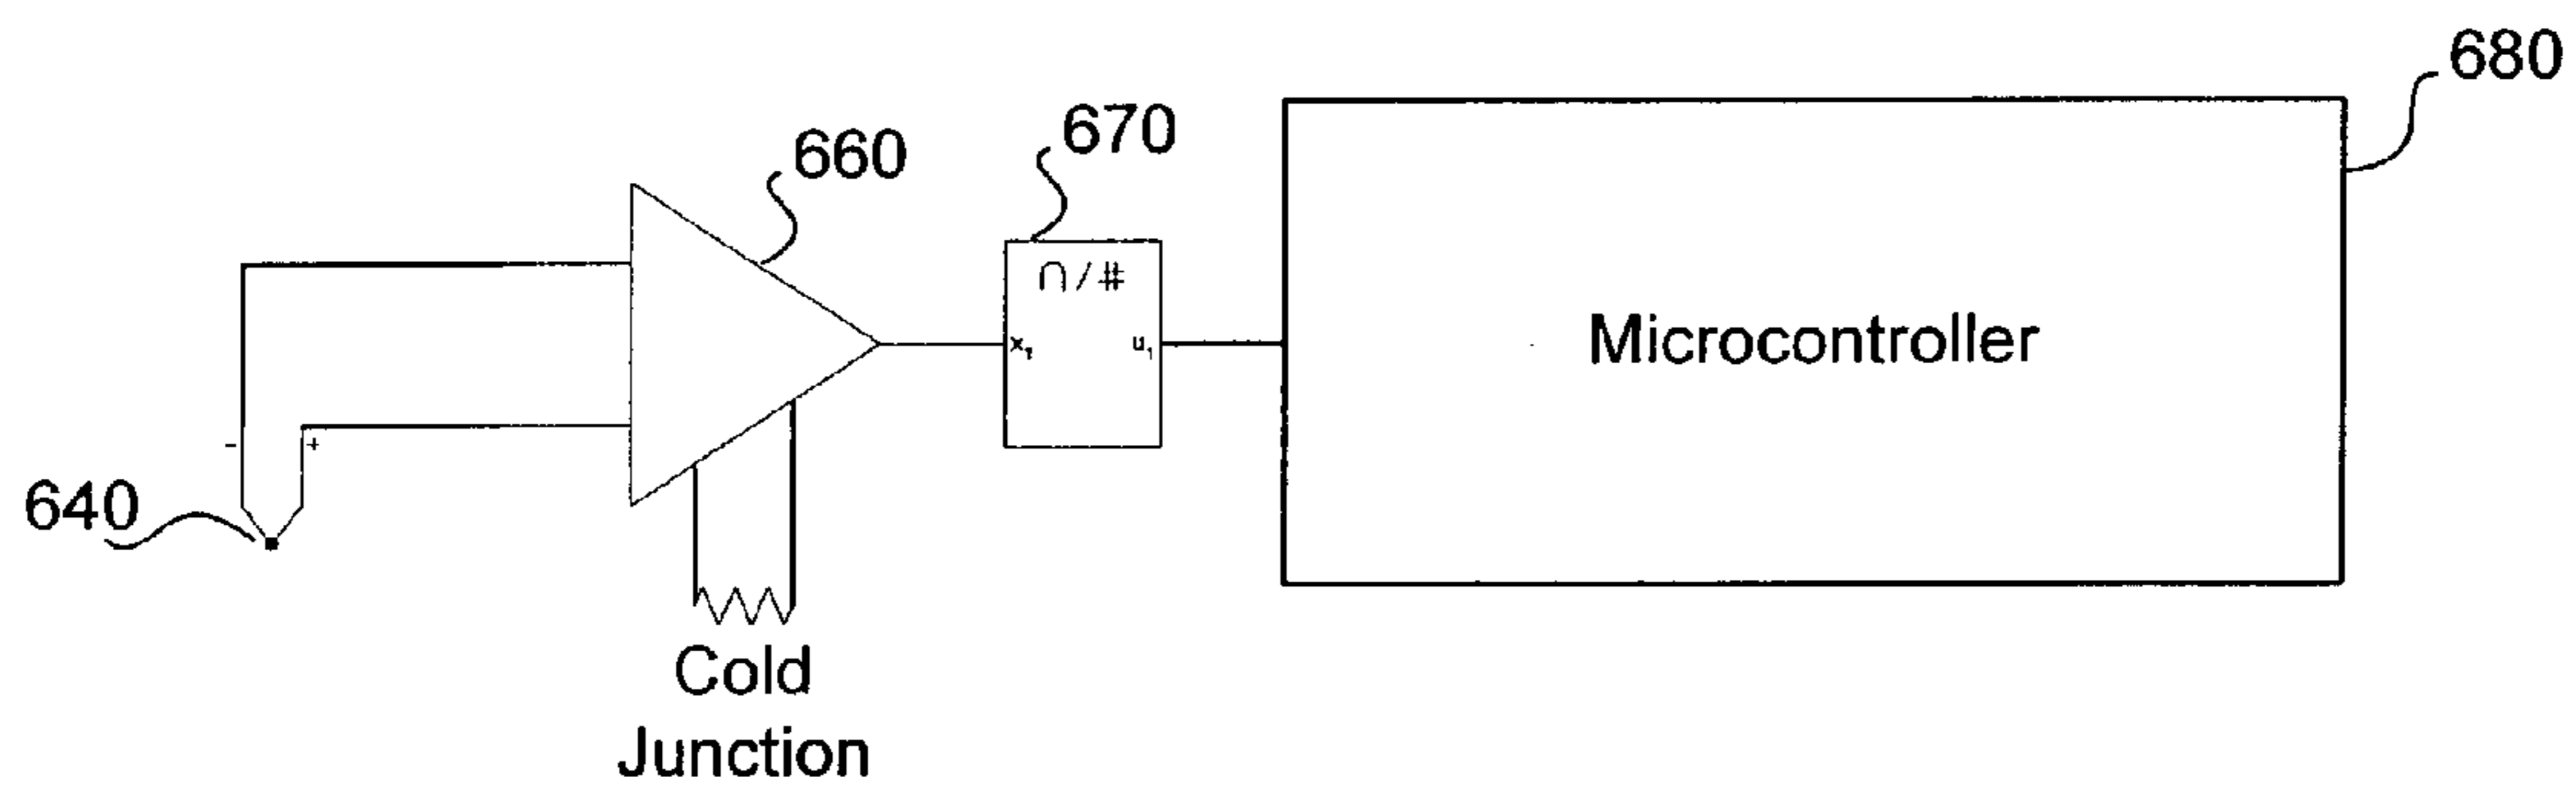 680
670
660
∩/#
x₁ u₁
Microcontroller
- +
640
Cold
Junction